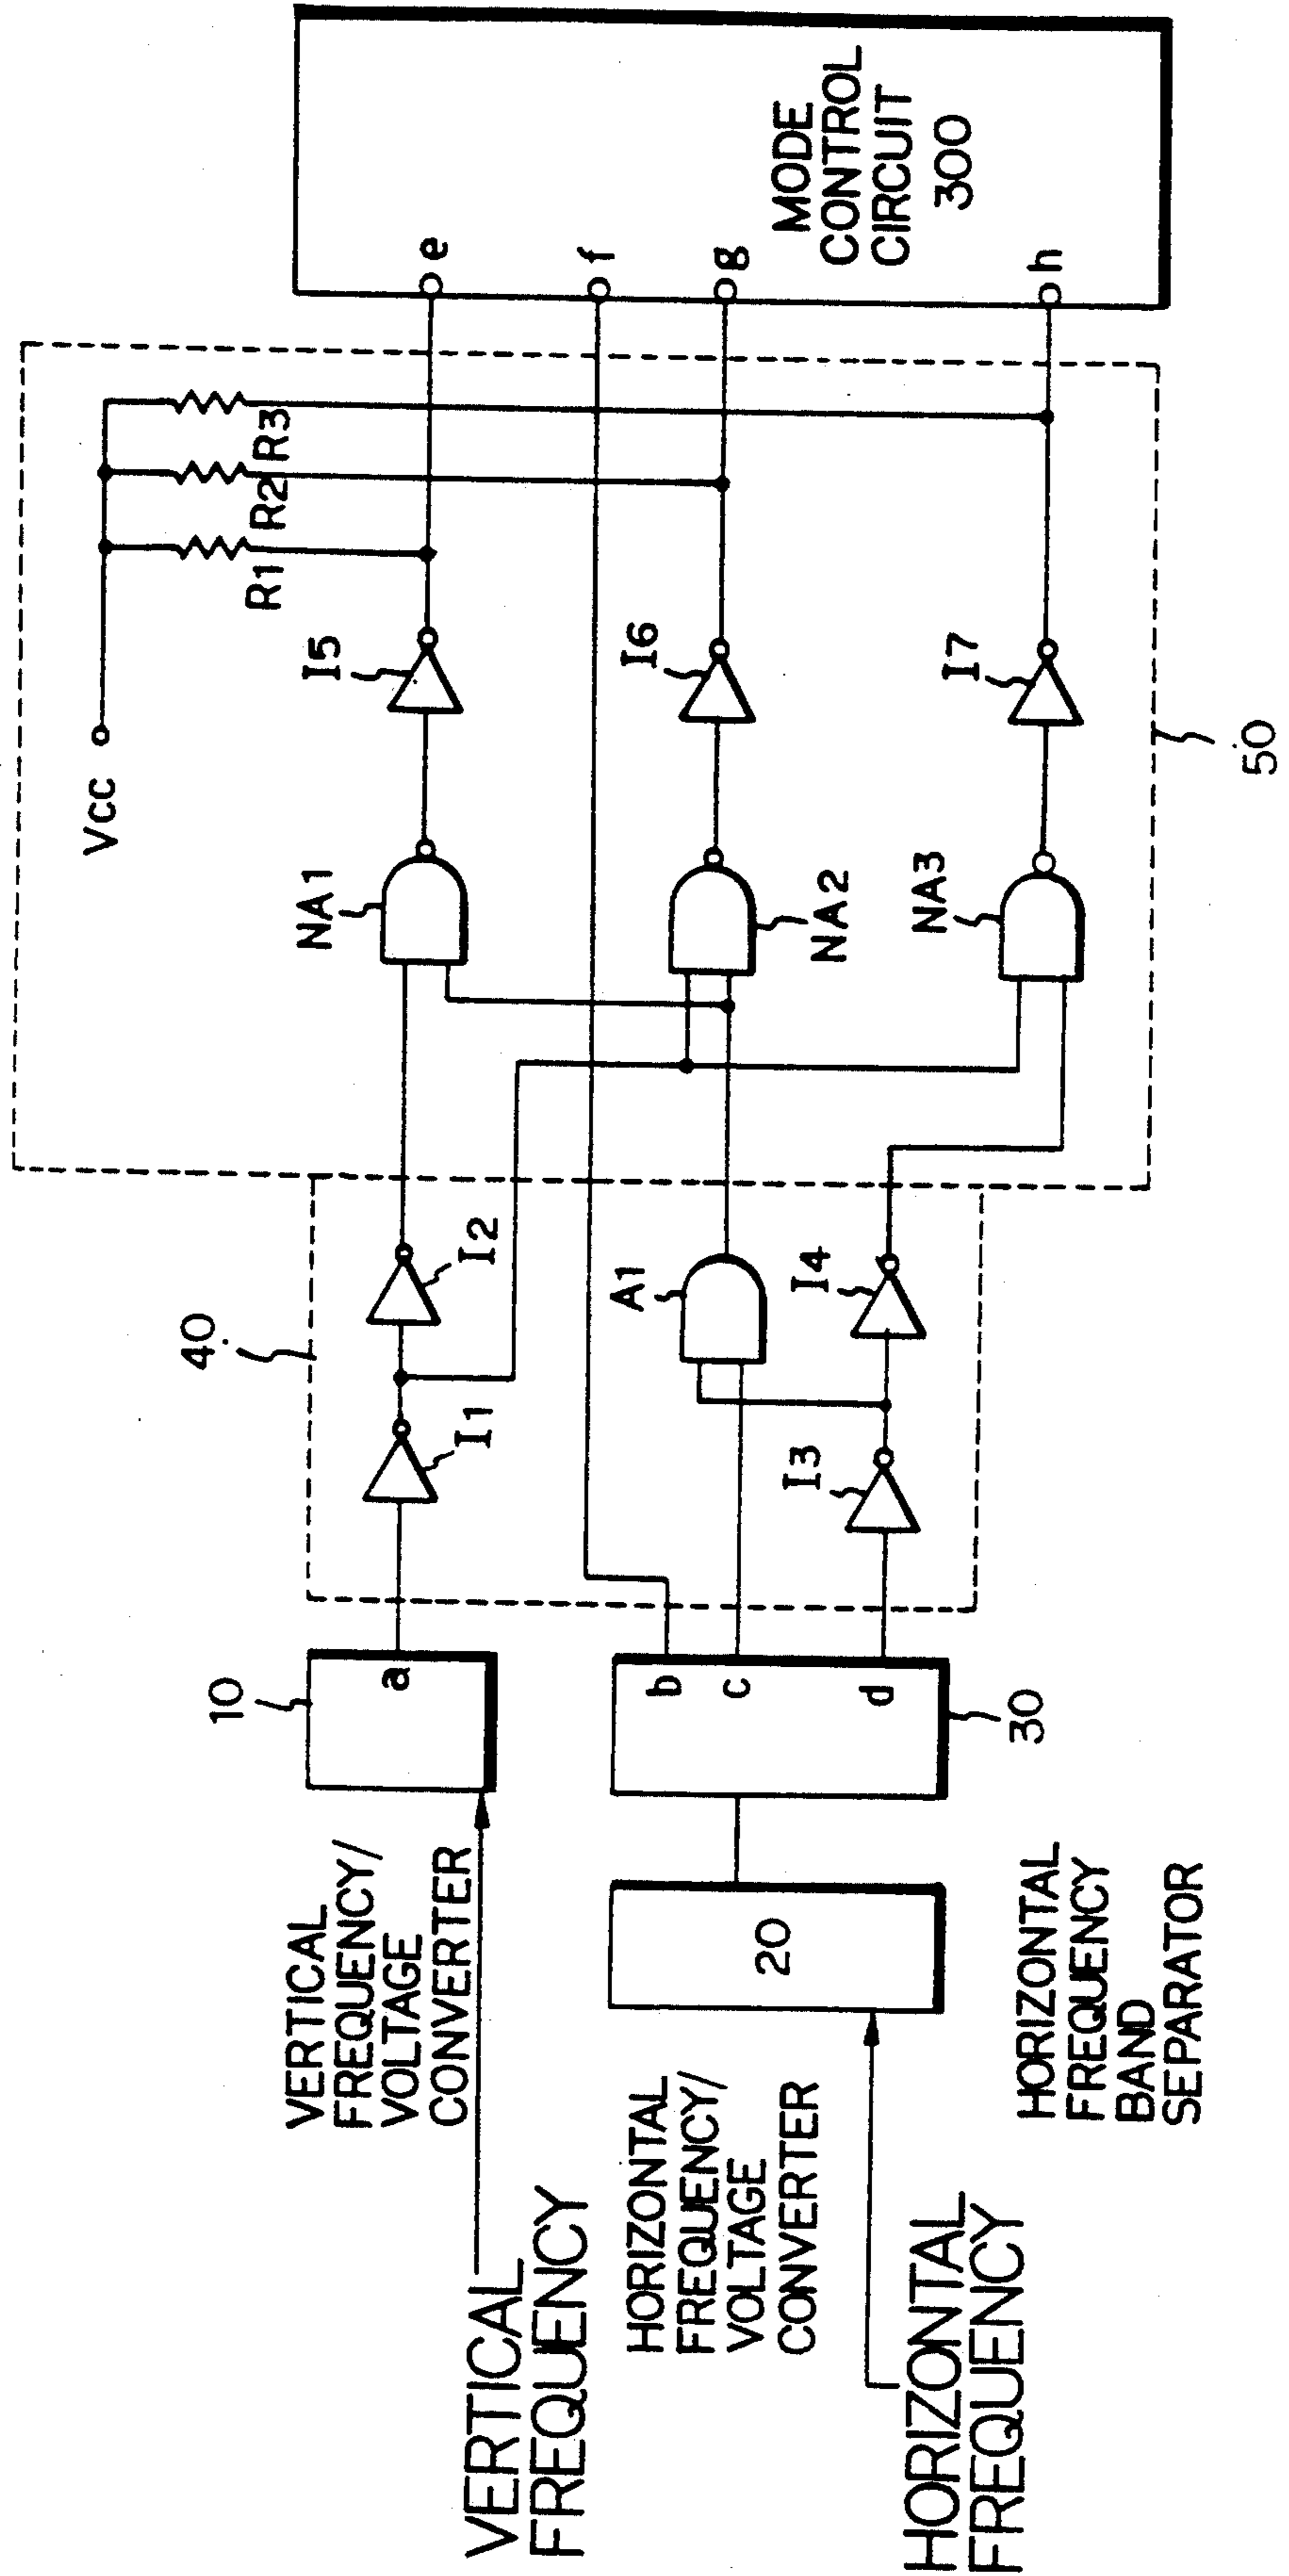 VERTICAL
FREQUENCY
VERTICAL
FREQUENCY/
VOLTAGE
CONVERTER
10
a
HORIZONTAL
FREQUENCY
HORIZONTAL
FREQUENCY/
VOLTAGE
CONVERTER
20
HORIZONTAL
FREQUENCY
BAND
SEPARATOR
30
b
c
d
40
I1
I2
I3
I4
A1
50
Vcc
NA1
NA2
NA3
I5
I6
I7
R1
R2
R3
e
f
g
h
MODE
CONTROL
CIRCUIT
300